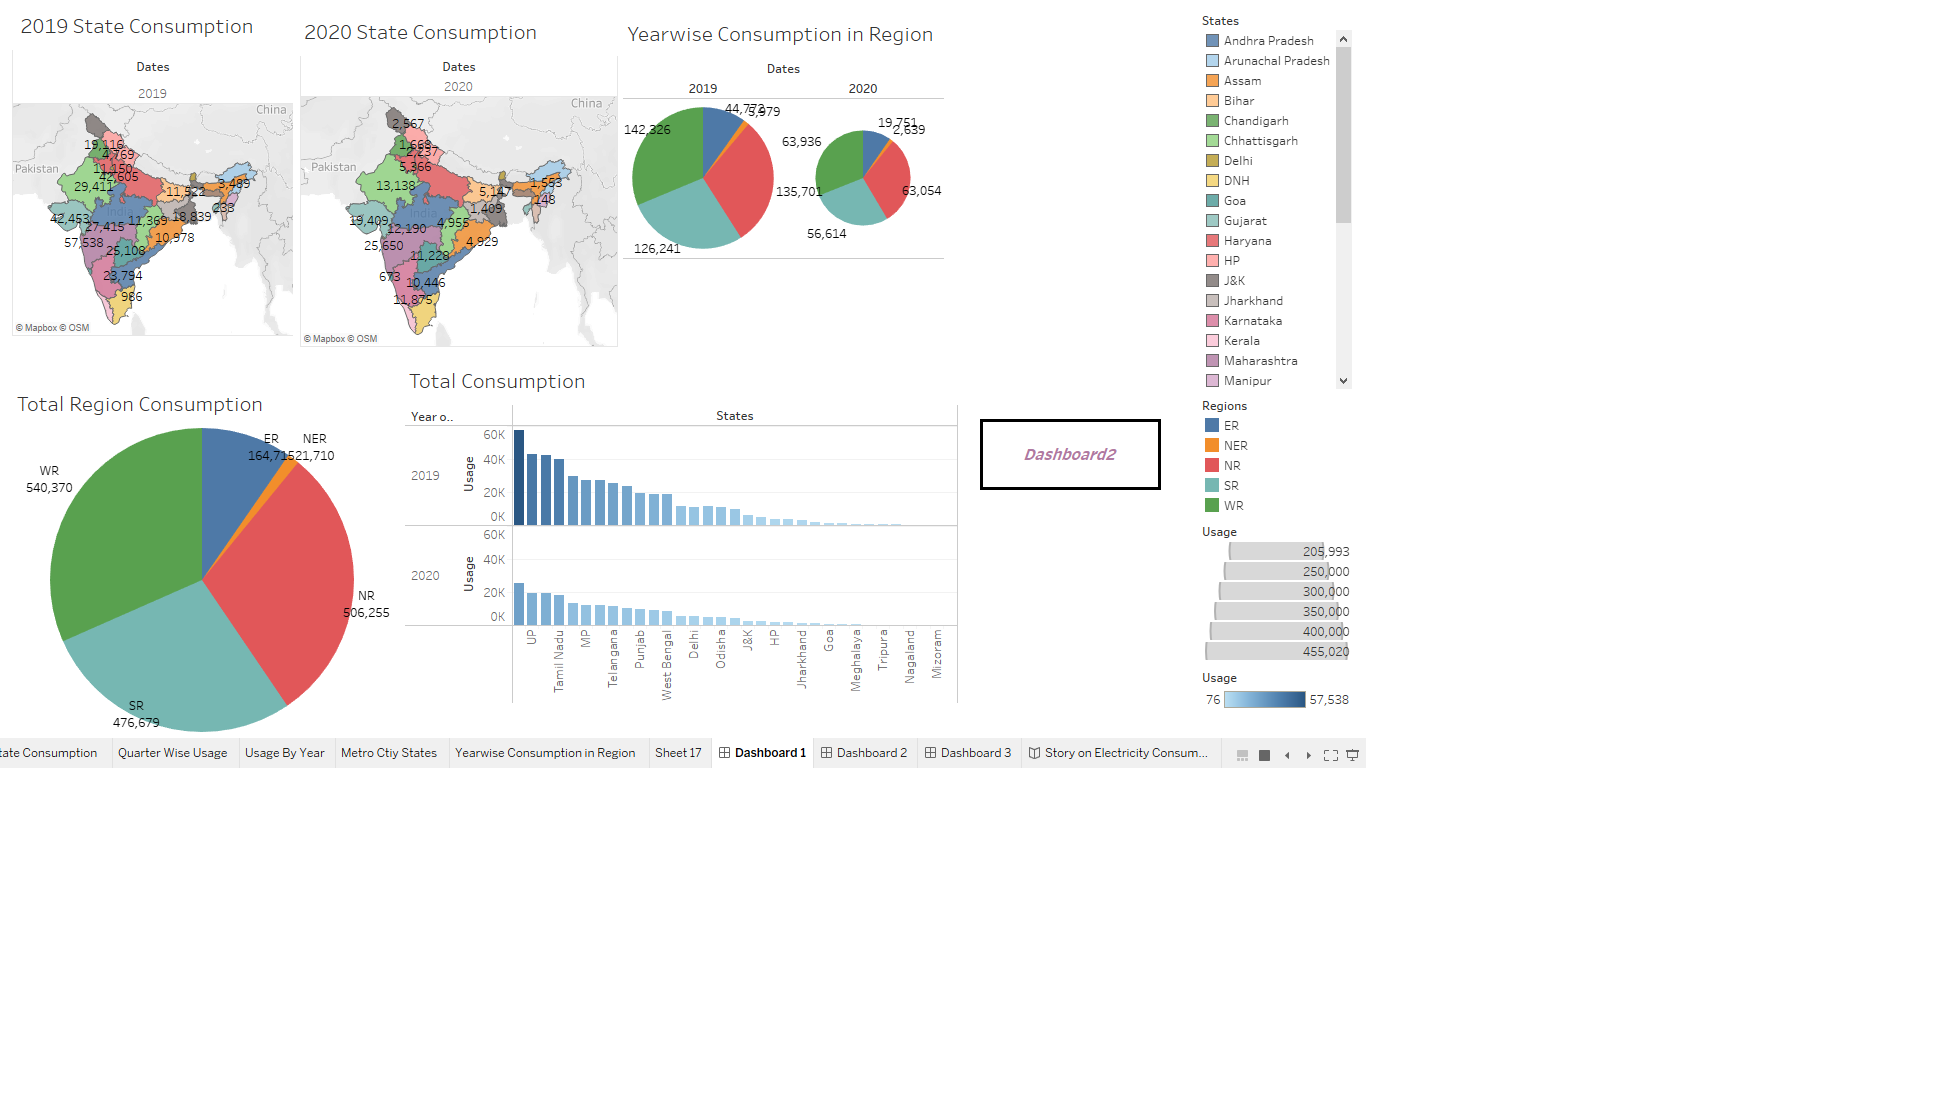 2019 State Consumption
Dates
2019
China
Pakistan
19,116
4,769
11,150
42,605
29,411
11,522
3,489
233
42,453
India
27,415
11,369
18,839
57,538
10,978
25,108
23,794
986
© Mapbox © OSM
2020 State Consumption
Dates
2020
China
Pakistan
2,567
1,668
2,237
5,366
13,138
5,147
1,553
148
1,409
19,409
India
12,190
4,955
25,650
4,929
11,228
673
10,446
11,875
© Mapbox © OSM
Yearwise Consumption in Region
Dates
2019
2020
44,773
5,979
142,326
135,701
126,241
19,751
2,639
63,936
63,054
56,614
Total Region Consumption
ER
164,715
NER
21,710
WR
540,370
NR
506,255
SR
476,679
Total Consumption
Year o..
States
2019
Usage
60K
40K
20K
0K
2020
Usage
60K
40K
20K
0K
UP
Tamil Nadu
MP
Telangana
Punjab
West Bengal
Delhi
Odisha
J&K
HP
Jharkhand
Goa
Meghalaya
Tripura
Nagaland
Mizoram
Dashboard2
States
Andhra Pradesh
Arunachal Pradesh
Assam
Bihar
Chandigarh
Chhattisgarh
Delhi
DNH
Goa
Gujarat
Haryana
HP
J&K
Jharkhand
Karnataka
Kerala
Maharashtra
Manipur
Regions
ER
NER
NR
SR
WR
Usage
205,993
250,000
300,000
350,000
400,000
455,020
Usage
76 57,538
tate Consumption
Quarter Wise Usage
Usage By Year
Metro Ctiy States
Yearwise Consumption in Region
Sheet 17
Dashboard 1
Dashboard 2
Dashboard 3
Story on Electricity Consum...